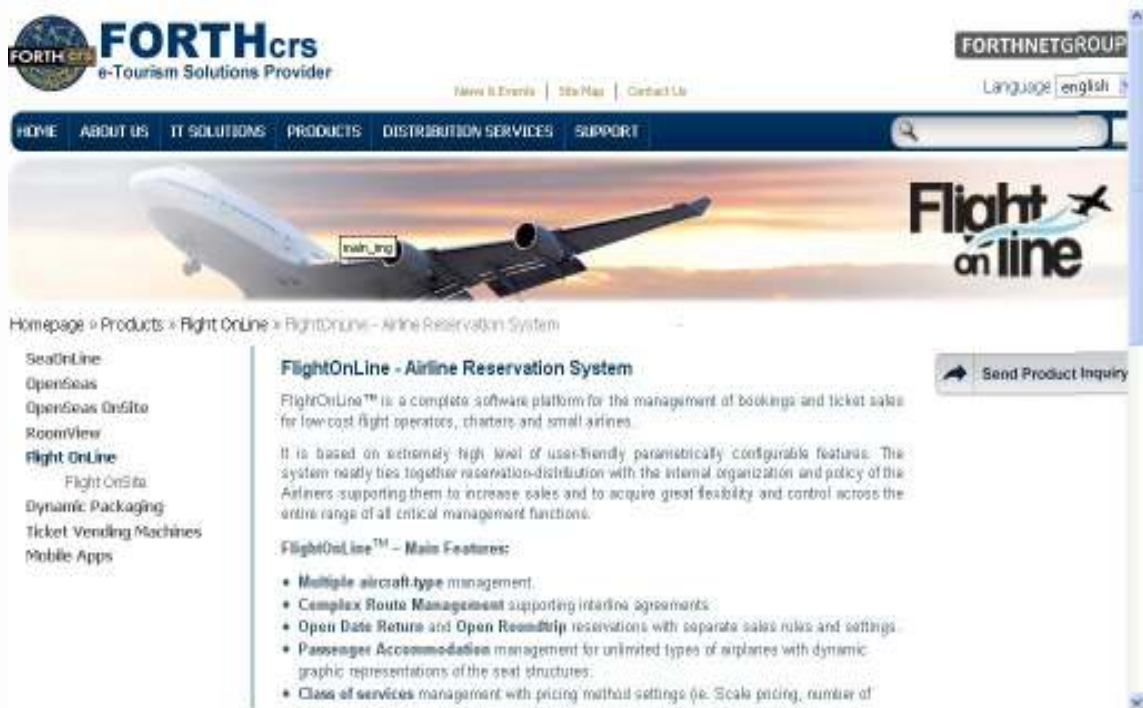 FORTHcrs
FORTH crs
e-Tourism Solutions Provider
FORTHNETGROUP
News & Events | Site Map | Contact Us
Language english
HOME ABOUT US IT SOLUTIONS PRODUCTS DISTRIBUTION SERVICES SUPPORT
main_img
Flight
on line
Homepage » Products » Flight OnLine » FlightOnLine - Airline Reservation System
SeaOnLine
OpenSeas
OpenSeas OnSite
RoomView
Flight OnLine
Flight OnSite
Dynamic Packaging
Ticket Vending Machines
Mobile Apps
FlightOnLine - Airline Reservation System
FlightOnLine™ is a complete software platform for the management of bookings and ticket sales
for low-cost flight operators, charters and small airlines.
It is based on extremely high level of user-friendly parametrically configurable features. The
system neatly ties together reservation-distribution with the internal organization and policy of the
Airliners supporting them to increase sales and to acquire great flexibility and control across the
entire range of all critical management functions.
FlightOnLine™ – Main Features:
• Multiple aircraft-type management.
• Complex Route Management supporting interline agreements
• Open Date Return and Open Roundtrip reservations with separate sales rules and settings.
• Passenger Accommodation management for unlimited types of airplanes with dynamic
graphic representations of the seat structures.
• Class of services management with pricing method settings (ie. Scale pricing, number of
Send Product Inquiry